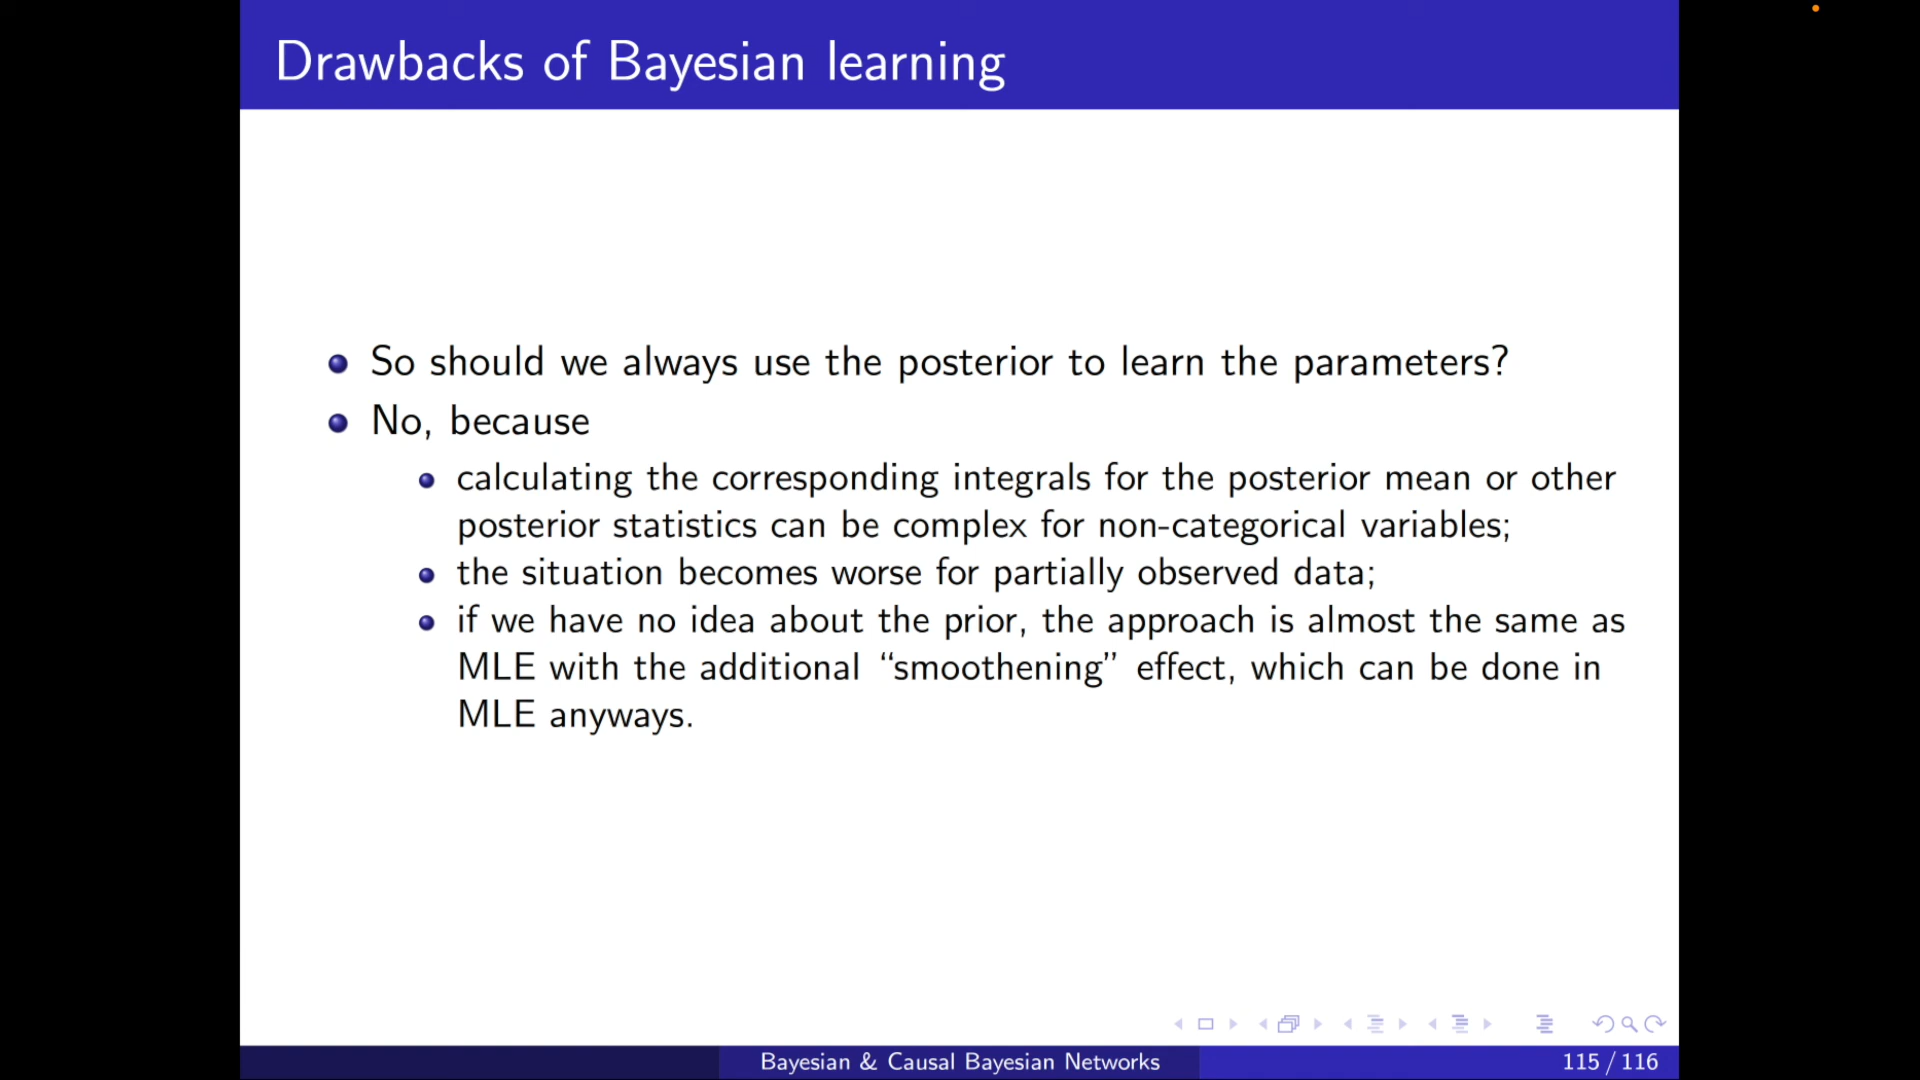 Drawbacks of Bayesian learning
So should we always use the posterior to learn the parameters?
No, because
calculating the corresponding integrals for the posterior mean or other
posterior statistics can be complex for non-categorical variables;
the situation becomes worse for partially observed data;
if we have no idea about the prior, the approach is almost the same as
MLE with the additional “smoothening” effect, which can be done in
MLE anyways.
Bayesian & Causal Bayesian Networks
115 / 116